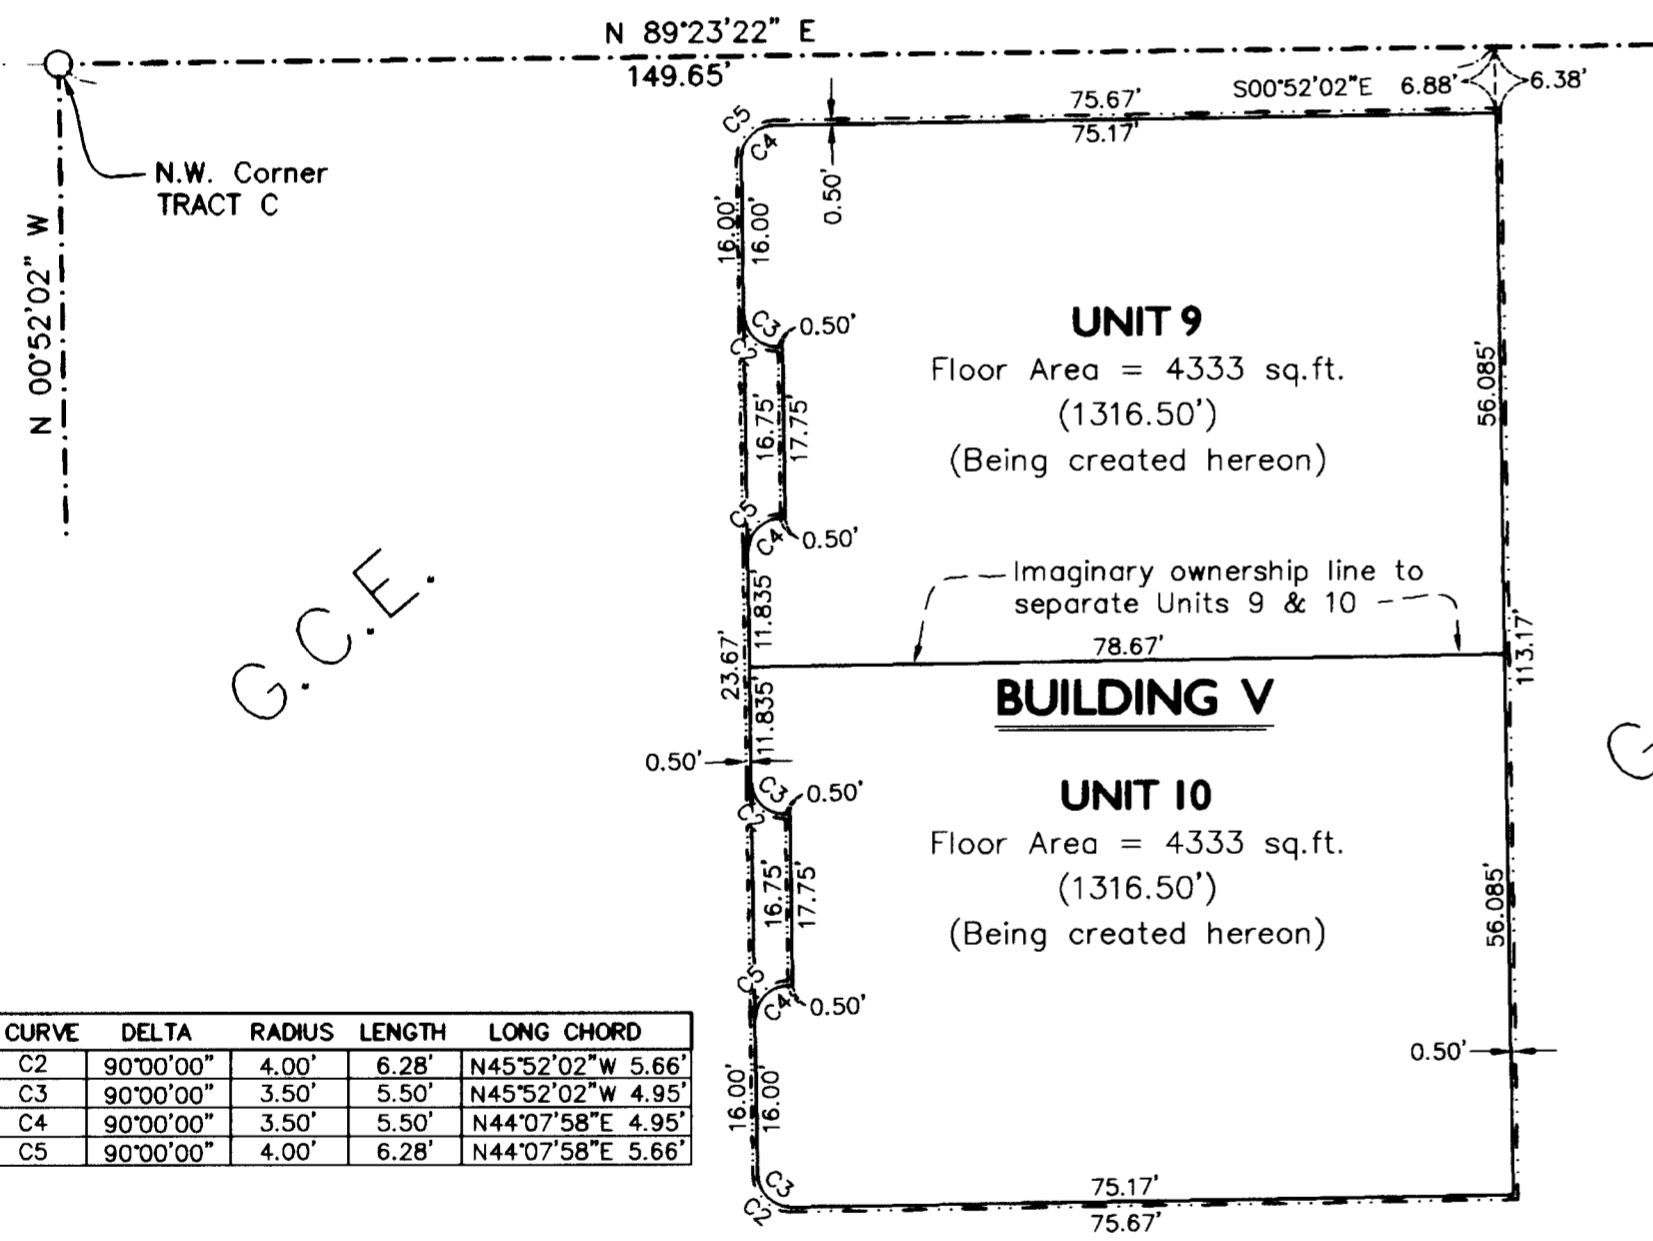 N 89°23'22" E
149.65'
S00°52'02"E 6.88' 6.38'
N.W. Corner
TRACT C
N 00°52'02" W
75.67'
75.17'
C5
C4
0.50'
16.00'
16.00'
C3
C2
0.50'
16.75'
17.75'
C5
C4
0.50'
UNIT 9
Floor Area = 4333 sq.ft.
(1316.50')
(Being created hereon)
56.085'
Imaginary ownership line to
separate Units 9 & 10
78.67'
113.17'
11.835'
23.67'
11.835'
G.C.E.
BUILDING V
G
0.50'
C3
C2
0.50'
16.75'
17.75'
C5
C4
0.50'
UNIT 10
Floor Area = 4333 sq.ft.
(1316.50')
(Being created hereon)
56.085'
0.50'
16.00'
16.00'
C3
C2
75.17'
75.67'
CURVE DELTA RADIUS LENGTH LONG CHORD
C2 90°00'00" 4.00' 6.28' N45°52'02"W 5.66'
C3 90°00'00" 3.50' 5.50' N45°52'02"W 4.95'
C4 90°00'00" 3.50' 5.50' N44°07'58"E 4.95'
C5 90°00'00" 4.00' 6.28' N44°07'58"E 5.66'